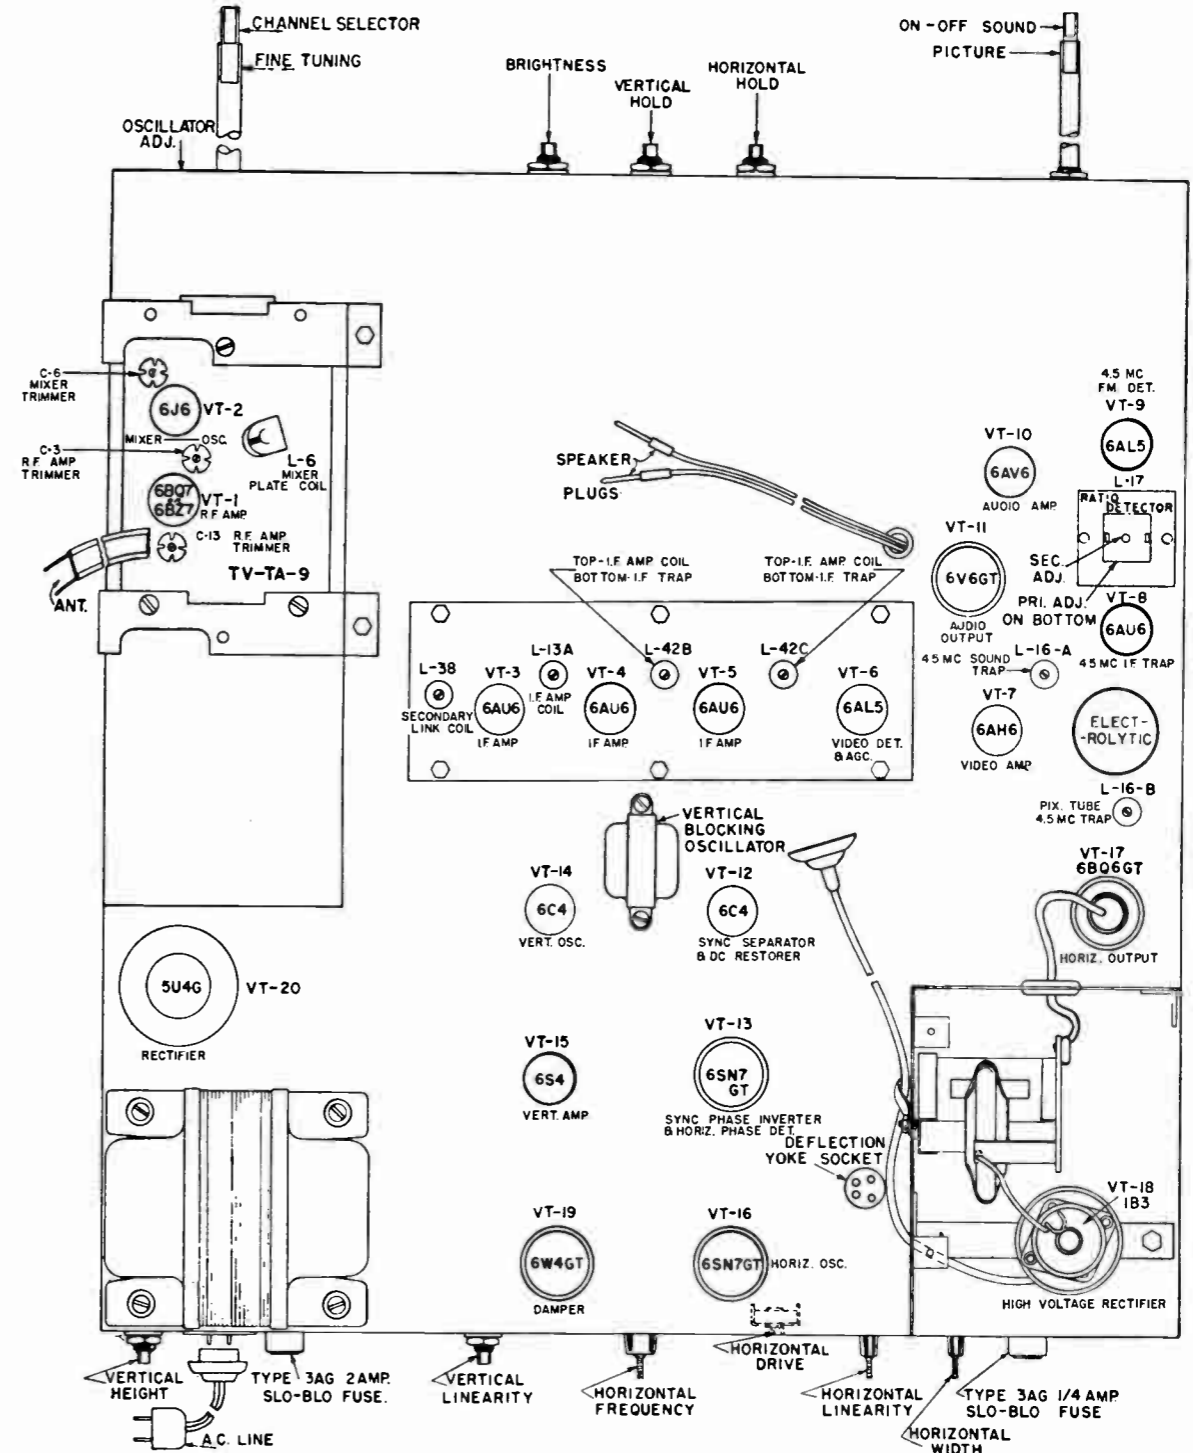 CHANNEL SELECTOR
FINE TUNING
OSCILLATOR
ADJ.
BRIGHTNESS
VERTICAL
HOLD
HORIZONTAL
HOLD
ON-OFF SOUND
PICTURE
C-6
MIXER
TRIMMER
6J6
VT-2
MIXER
OSC.
C-3
R.F. AMP
TRIMMER
L-6
MIXER
PLATE COIL
6BQ7
OR
6BZ7
VT-1
R.F AMP.
C-13 R.F. AMP
TRIMMER
ANT.
TV-TA-9
SPEAKER
PLUGS
4.5 MC
FM. DET.
VT-9
6AL5
VT-10
6AV6
AUDIO AMP.
L-17
RATIO
DETECTOR
VT-11
6V6GT
AUDIO
OUTPUT
SEC.
ADJ.
PRI. ADJ.
ON BOTTOM
VT-8
6AU6
4.5 MC I.F TRAP
TOP-I.F. AMP COIL
BOTTOM-I.F TRAP
TOP-I.F. AMP COIL
BOTTOM-I.F. TRAP
L-38
SECONDARY
LINK COIL
VT-3
6AU6
I.F AMP
L-13A
I.F. AMP
COIL
VT-4
6AU6
I.F AMP.
L-42B
VT-5
6AU6
I.F AMP
L-42C
VT-6
6AL5
VIDEO DET.
& AGC.
4.5 MC SOUND
TRAP
L-16-A
VT-7
6AH6
VIDEO AMP.
ELECT-
-ROLYTIC
L-16-B
PIX. TUBE
4.5 MC TRAP
VERTICAL
BLOCKING
OSCILLATOR
VT-14
6C4
VERT. OSC.
VT-12
6C4
SYNC SEPARATOR
& DC RESTORER
VT-17
6BQ6GT
HORIZ. OUTPUT
5U4G
VT-20
RECTIFIER
VT-15
6S4
VERT. AMP.
VT-13
6SN7
GT
SYNC PHASE INVERTER
& HORIZ. PHASE DET.
DEFLECTION
YOKE SOCKET
VT-18
1B3
HIGH VOLTAGE RECTIFIER
VT-19
6W4GT
DAMPER
VT-16
6SN7GT
HORIZ. OSC.
VERTICAL
HEIGHT
TYPE 3AG 2 AMP.
SLO-BLO FUSE.
A.C. LINE
VERTICAL
LINEARITY
HORIZONTAL
FREQUENCY
HORIZONTAL
DRIVE
HORIZONTAL
LINEARITY
HORIZONTAL
WIDTH
TYPE 3AG 1/4 AMP.
SLO-BLO FUSE